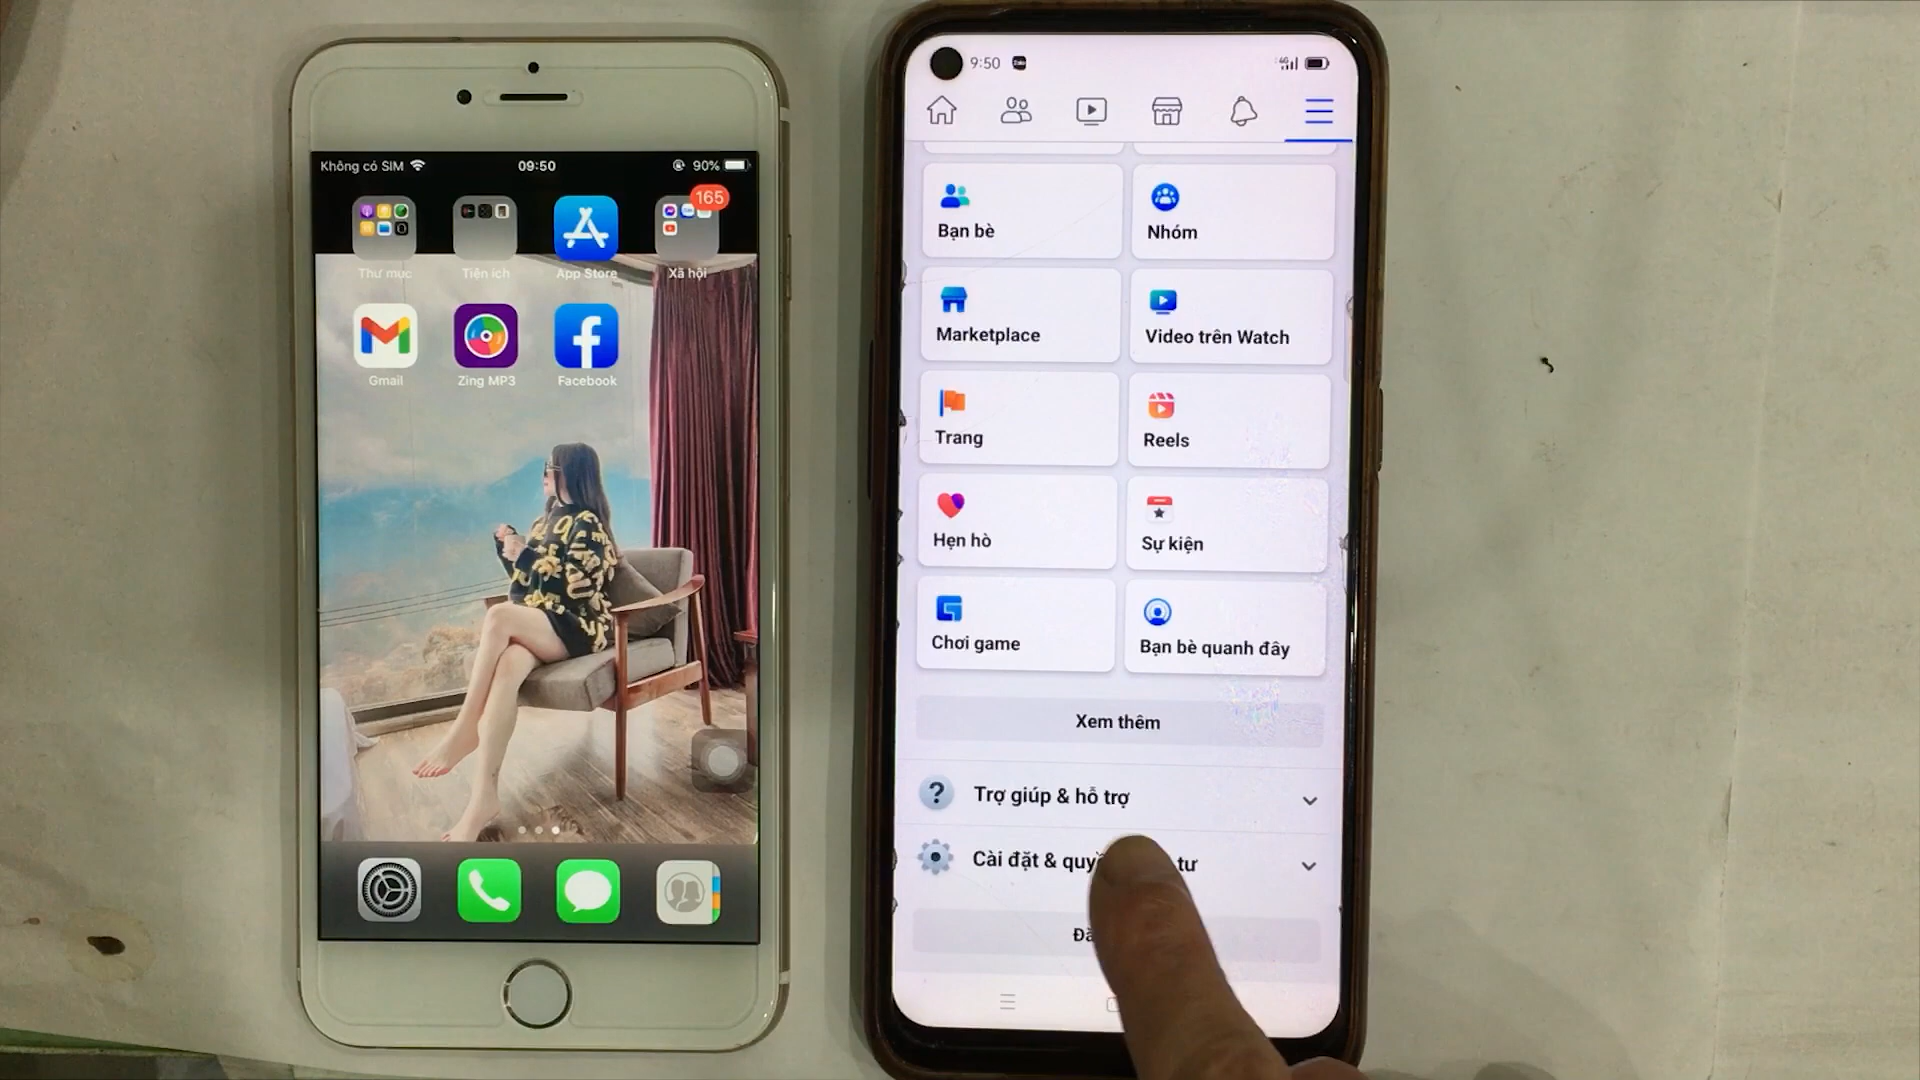 Không có SIM
09:50
90%
165
Thư mục
Tiện ích
App Store
Xã hội
Gmail
Zing MP3
Facebook
9:50
Zalo
4G
Bạn bè
Nhóm
Marketplace
Video trên Watch
Trang
Reels
Hẹn hò
Sự kiện
Chơi game
Bạn bè quanh đây
Xem thêm
Trợ giúp & hỗ trợ
Cài đặt & tư